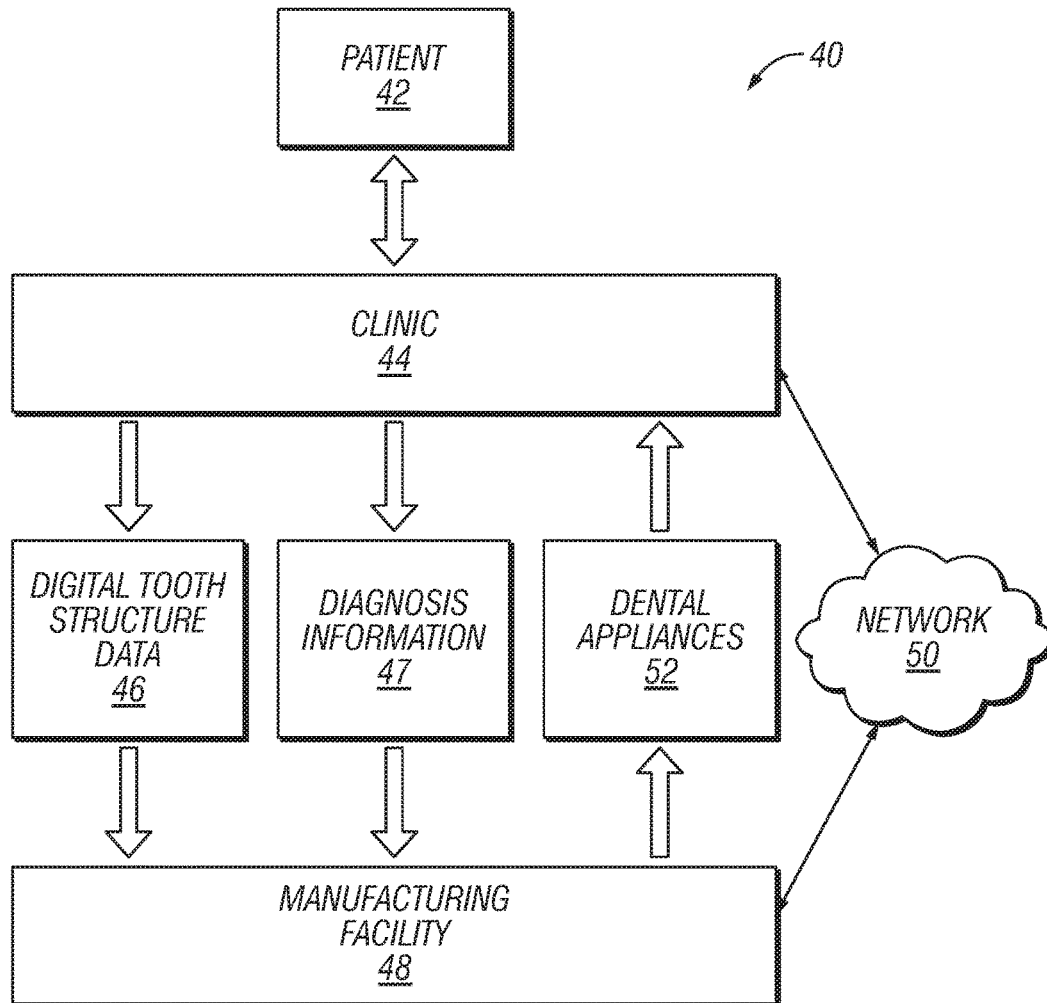 PATIENT
42
40
CLINIC
44
DIGITAL TOOTH
STRUCTURE
DATA
46
DIAGNOSIS
INFORMATION
47
DENTAL
APPLIANCES
52
NETWORK
50
MANUFACTURING
FACILITY
48